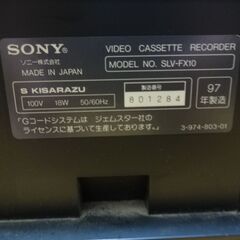 SONY
VIDEO CASSETTE RECORDER
ソニー株式会社
MADE IN JAPAN
MODEL NO. SLV-FX10
S KISARAZU
100V 18W 50/60Hz
製造番号
801284
97年製造
「Gコードシステムは ジェムスター社の
ライセンスに基づいて生産しております。」
3-974-803-01